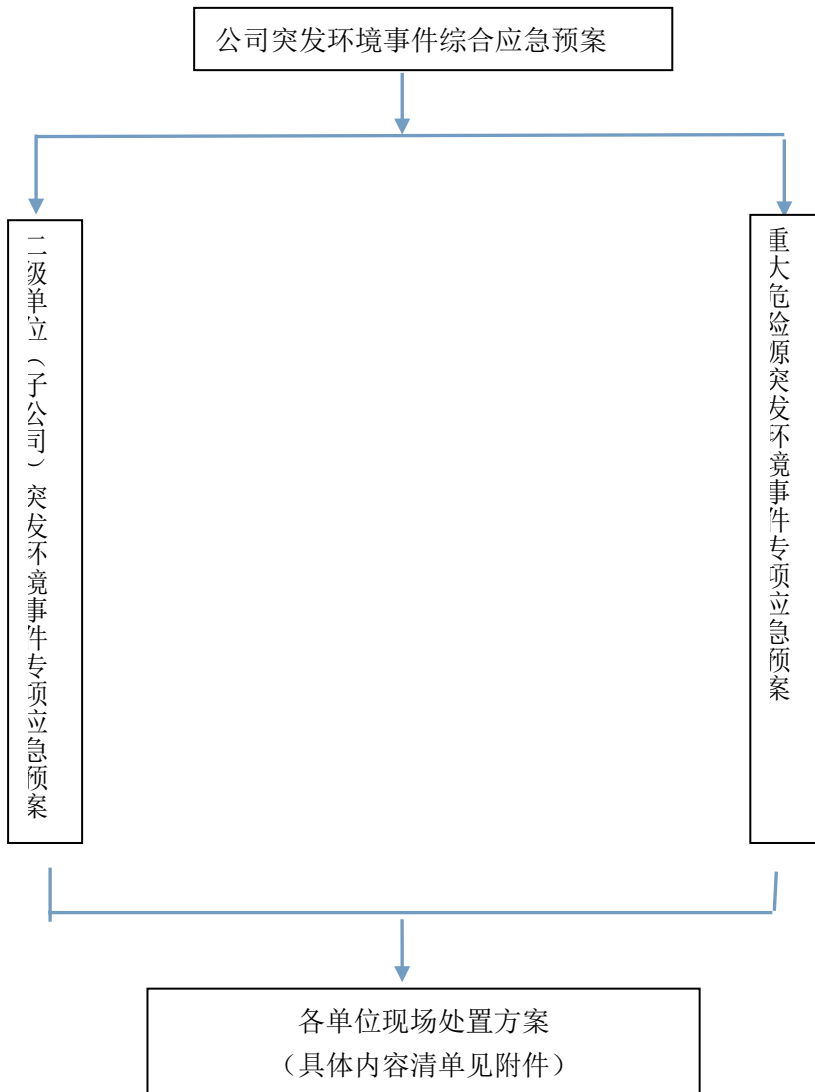 公司突发环境事件综合应急预案
二级单位（子公司）突发环境事件专项应急预案
重大危险源突发环境事件专项应急预案
各单位现场处置方案
（具体内容清单见附件）